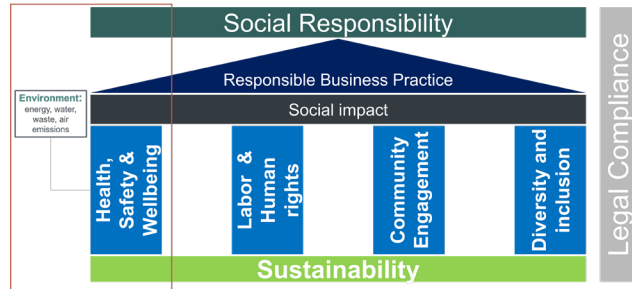 Social Responsibility
Responsible Business Practice
Social impact
Environment:
energy, water,
waste, air
emissions
Health,
Safety &
Wellbeing
Labor &
Human
rights
Community
Engagement
Diversity and
inclusion
Sustainability
Legal Compliance